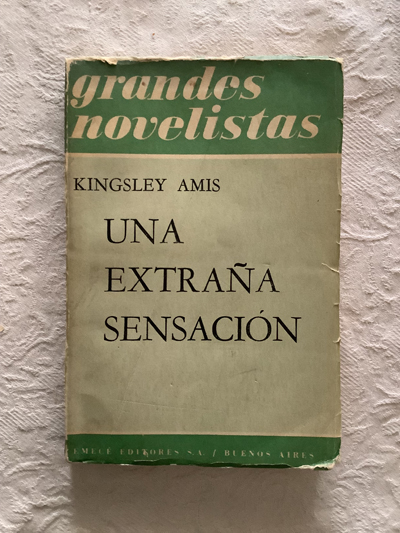 grandes
novelistas
KINGSLEY AMIS
UNA
EXTRAÑA
SENSACIÓN
EMECÉ EDITORES S.A. / BUENOS AIRES